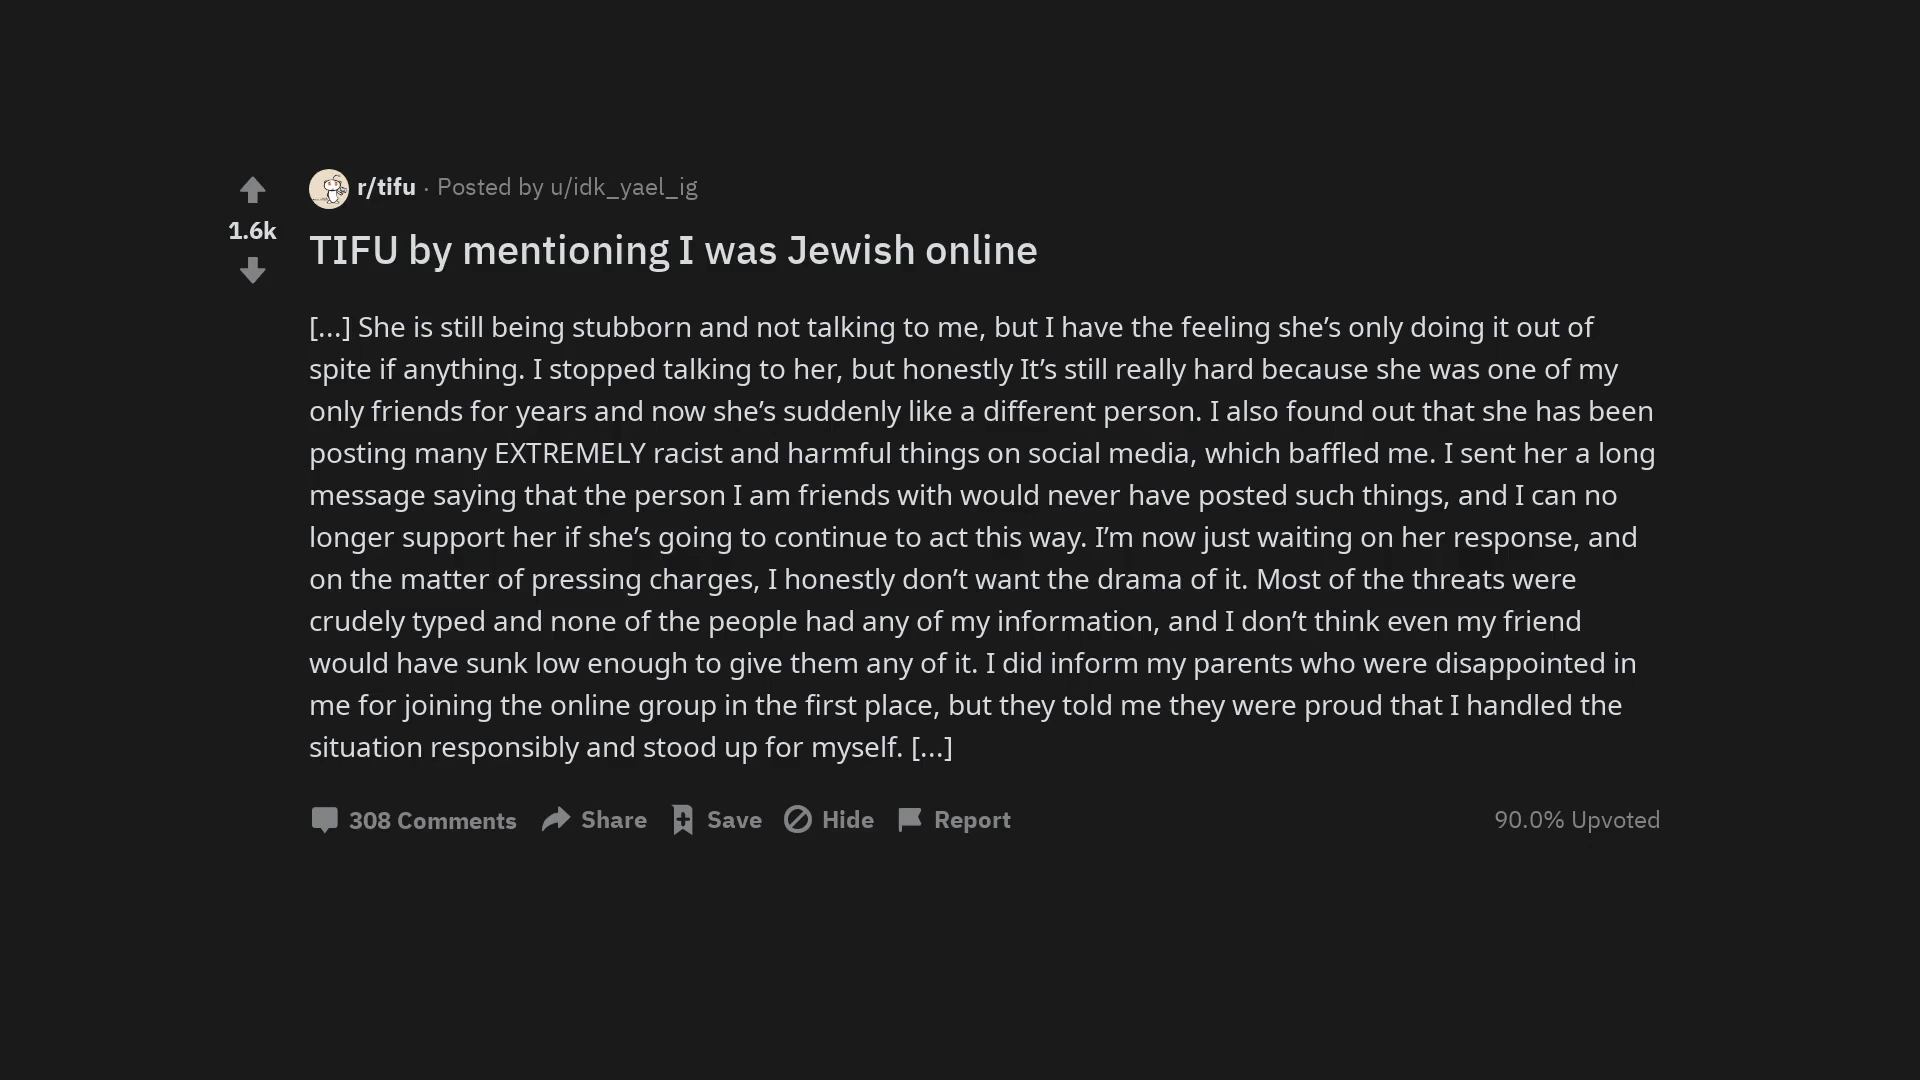 r/tifu · Posted by u/idk_yael_ig
1.6k
TIFU by mentioning I was Jewish online
[...] She is still being stubborn and not talking to me, but I have the feeling she’s only doing it out of
spite if anything. I stopped talking to her, but honestly It’s still really hard because she was one of my
only friends for years and now she’s suddenly like a different person. I also found out that she has been
posting many EXTREMELY racist and harmful things on social media, which baffled me. I sent her a long
message saying that the person I am friends with would never have posted such things, and I can no
longer support her if she’s going to continue to act this way. I’m now just waiting on her response, and
on the matter of pressing charges, I honestly don’t want the drama of it. Most of the threats were
crudely typed and none of the people had any of my information, and I don’t think even my friend
would have sunk low enough to give them any of it. I did inform my parents who were disappointed in
me for joining the online group in the first place, but they told me they were proud that I handled the
situation responsibly and stood up for myself. [...]
308 Comments Share Save Hide Report 90.0% Upvoted